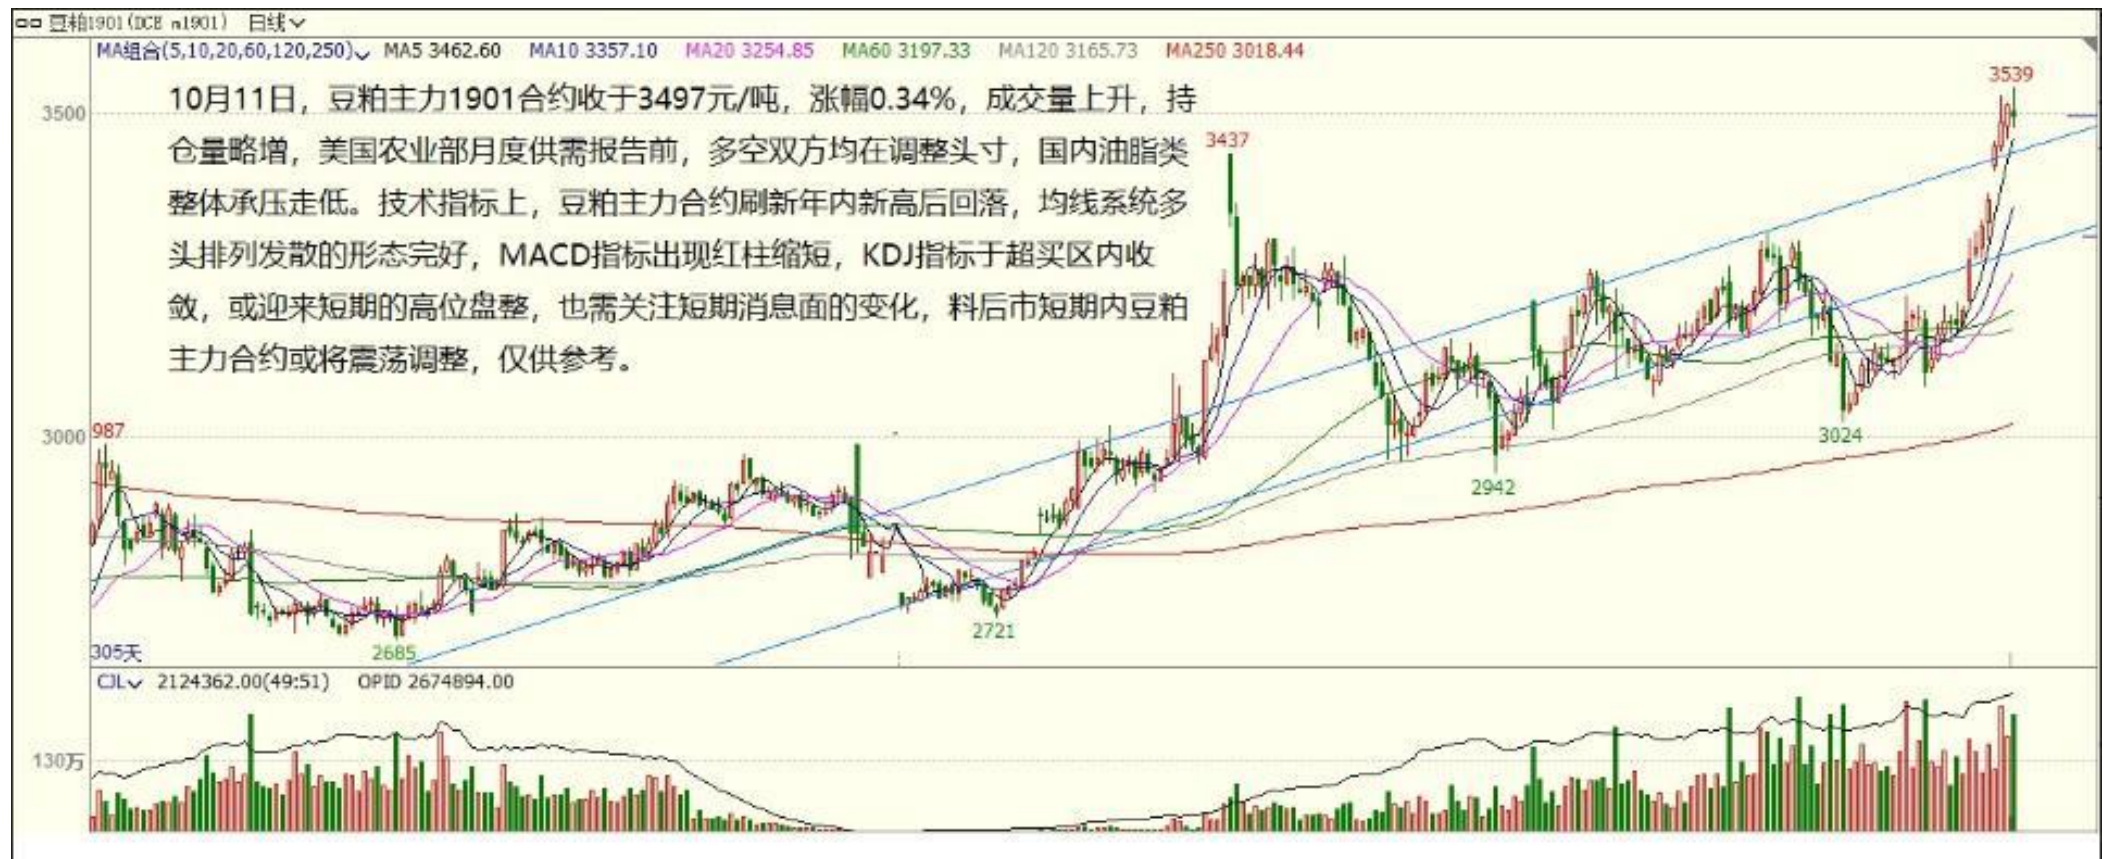 豆粕1901(DCE m1901) 日线
MA组合(5,10,20,60,120,250) MA5 3462.60 MA10 3357.10 MA20 3254.85 MA60 3197.33 MA120 3165.73 MA250 3018.44
3539
10月11日，豆粕主力1901合约收于3497元/吨，涨幅0.34%，成交量上升，持
3500
3437
仓量略增，美国农业部月度供需报告前，多空双方均在调整头寸，国内油脂类
整体承压走低。技术指标上，豆粕主力合约刷新年内新高后回落，均线系统多
头排列发散的形态完好，MACD指标出现红柱缩短，KDJ指标于超买区内收
敛，或迎来短期的高位盘整，也需关注短期消息面的变化，料后市短期内豆粕
主力合约或将震荡调整，仅供参考。
3000
987
3024
2942
2721
2685
305天
CJL 2124362.00(49:51) OPID 2674894.00
130万